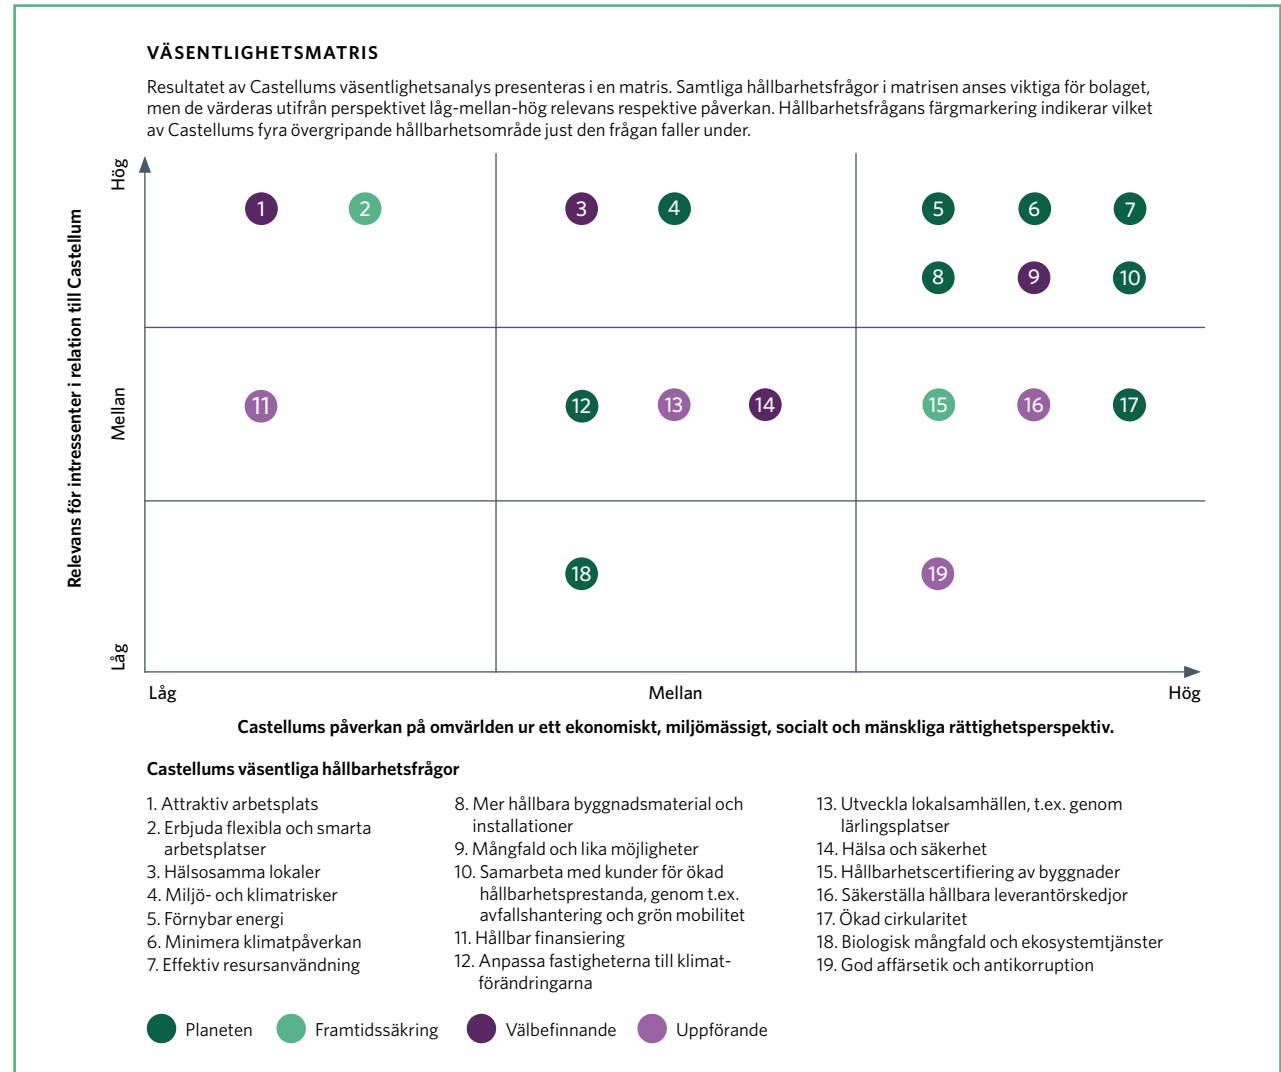 VÄSENTLIGHETSMATRIS
Resultatet av Castellums väsentlighetsanalys presenteras i en matris. Samtliga hållbarhetsfrågor i matrisen anses viktiga för bolaget,
men de värderas utifrån perspektivet låg-mellan-hög relevans respektive påverkan. Hållbarhetsfrågans färgmarkering indikerar vilket
av Castellums fyra övergripande hållbarhetsområde just den frågan faller under.
Relevans för intressenter i relation till Castellum
Hög
Mellan
Låg
1 2 3 4 5 6 7
8 9 10
11 12 13 14 15 16 17
18 19
Låg Mellan Hög
Castellums påverkan på omvärlden ur ett ekonomiskt, miljömässigt, socialt och mänskliga rättighetsperspektiv.
Castellums väsentliga hållbarhetsfrågor
1. Attraktiv arbetsplats
2. Erbjuda flexibla och smarta
arbetsplatser
3. Hälsosamma lokaler
4. Miljö- och klimatrisker
5. Förnybar energi
6. Minimera klimatpåverkan
7. Effektiv resursanvändning
8. Mer hållbara byggnadsmaterial och
installationer
9. Mångfald och lika möjligheter
10. Samarbeta med kunder för ökad
hållbarhetsprestanda, genom t.ex.
avfallshantering och grön mobilitet
11. Hållbar finansiering
12. Anpassa fastigheterna till klimat-
förändringarna
13. Utveckla lokalsamhällen, t.ex. genom
lärlingsplatser
14. Hälsa och säkerhet
15. Hållbarhetscertifiering av byggnader
16. Säkerställa hållbara leverantörskedjor
17. Ökad cirkularitet
18. Biologisk mångfald och ekosystemtjänster
19. God affärsetik och antikorruption
Planeten Framtidssäkring Välbefinnande Uppförande